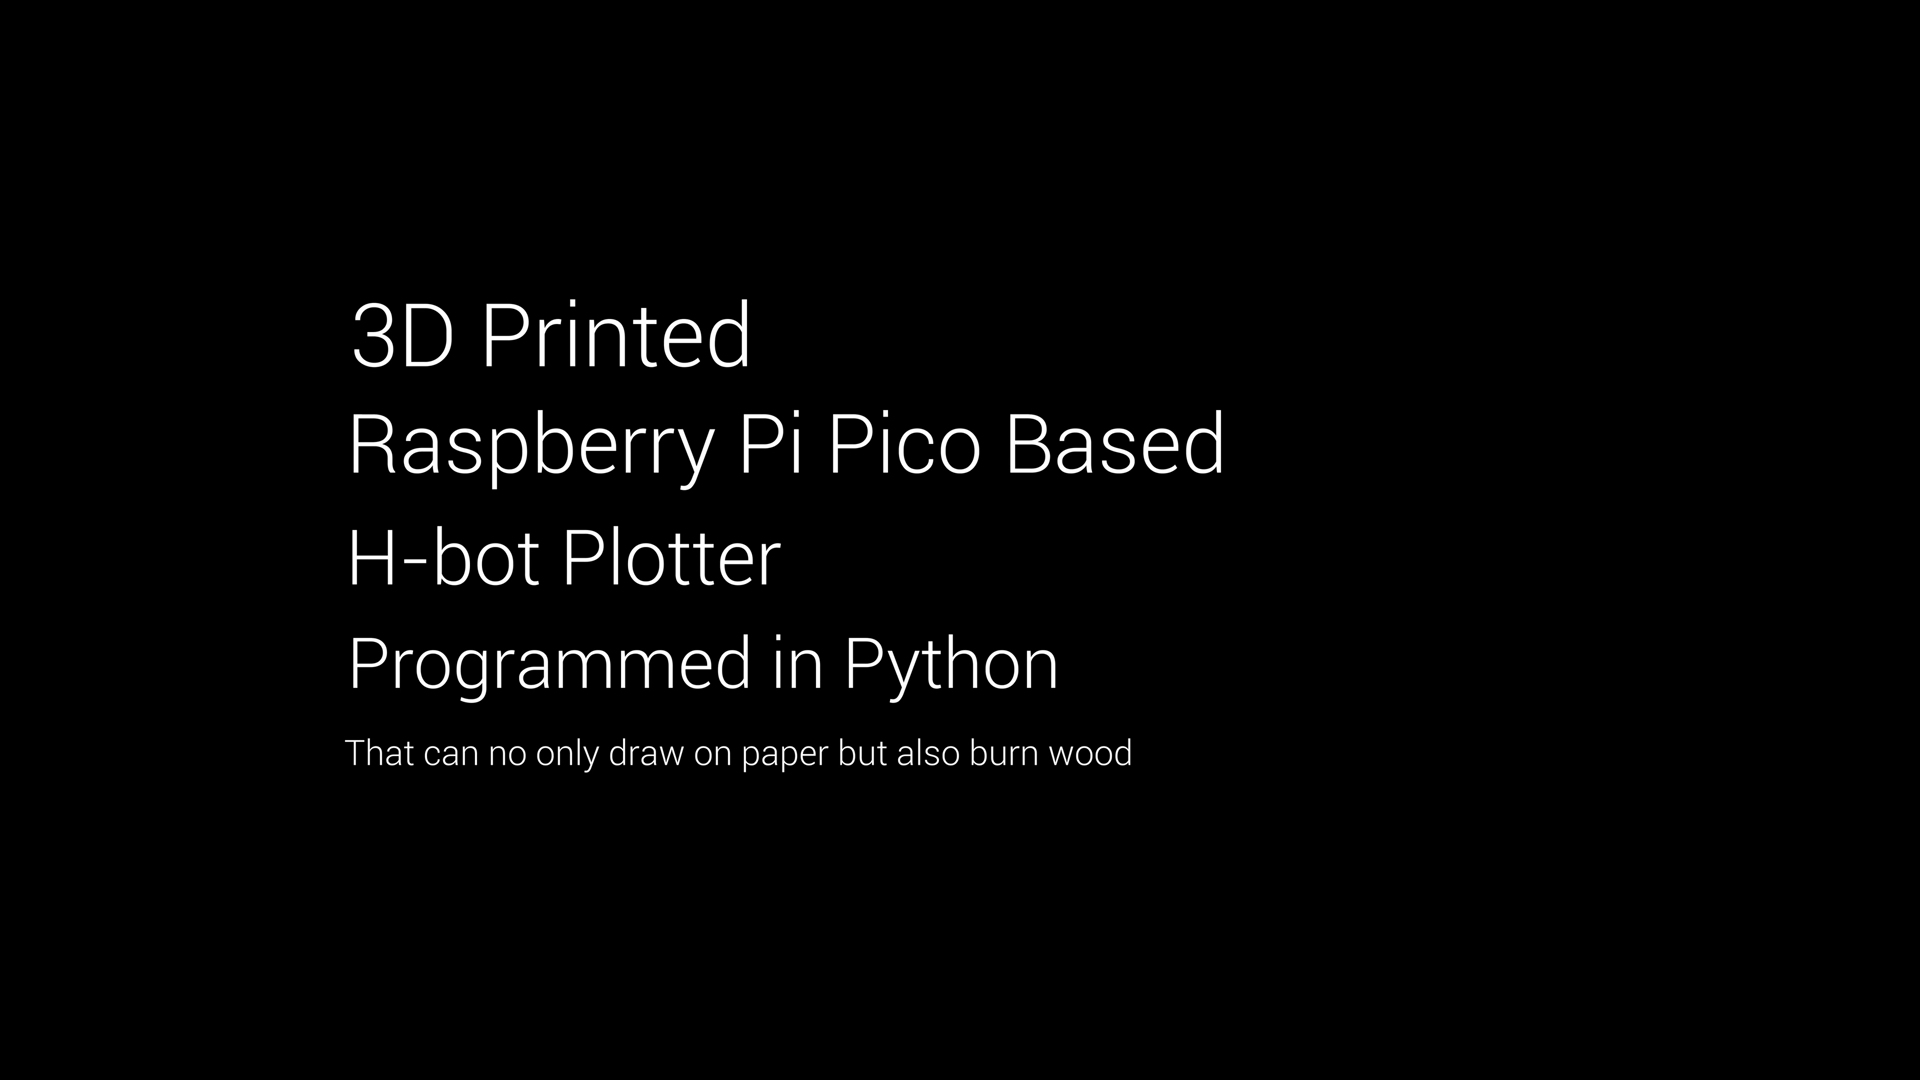 3D Printed
Raspberry Pi Pico Based
H-bot Plotter
Programmed in Python
That can no only draw on paper but also burn wood